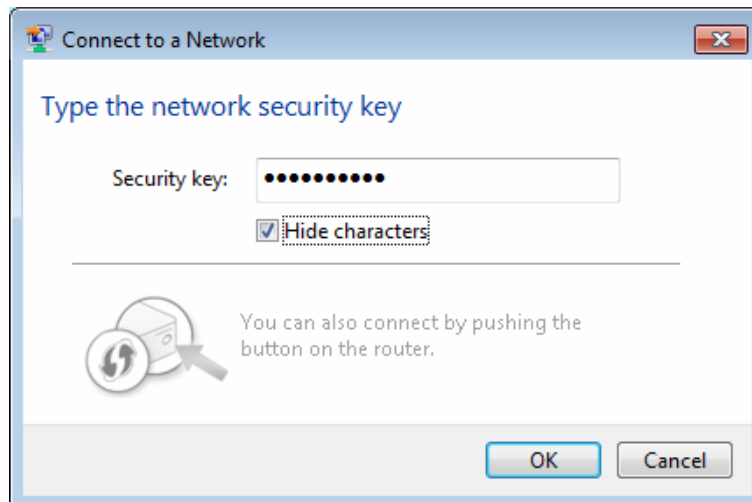 Connect to a Network
Type the network security key
Security key: ••••••••••
Hide characters
You can also connect by pushing the
button on the router.
OK Cancel